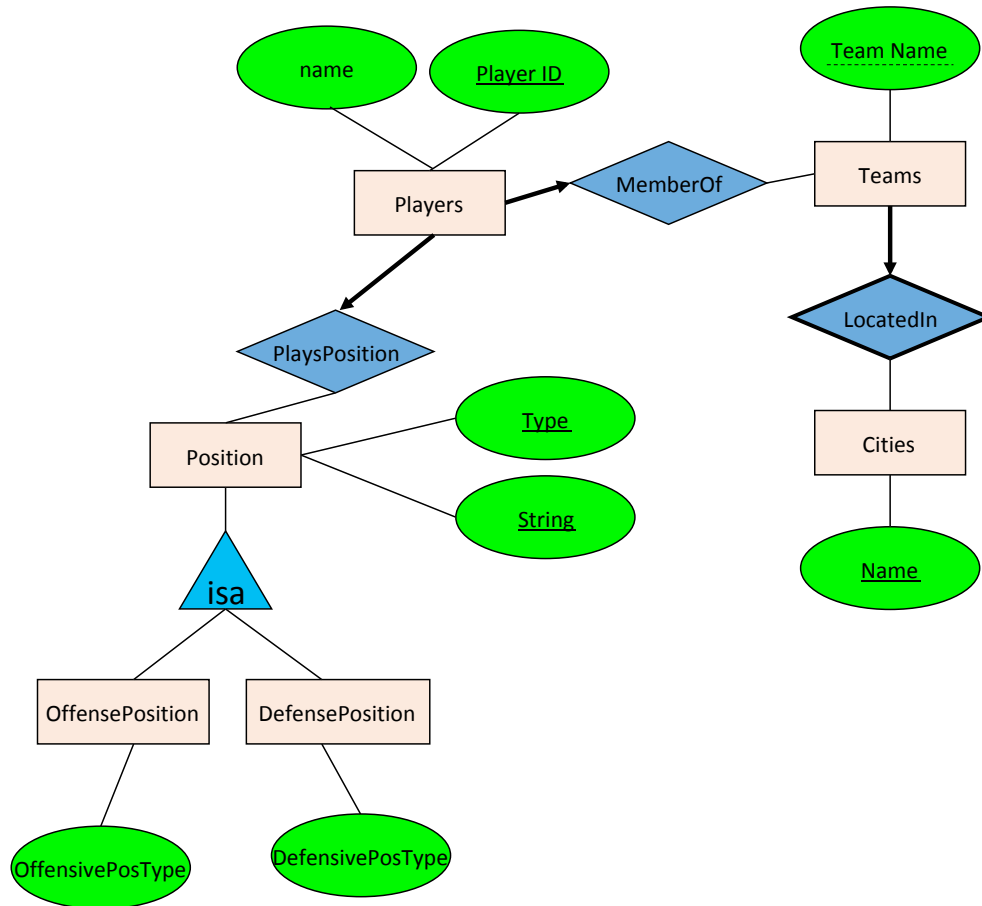 Team Name
name
Player ID
MemberOf
Teams
Players
LocatedIn
PlaysPosition
Type
Position
Cities
String
Name
isa
OffensePosition
DefensePosition
OffensivePosType
DefensivePosType